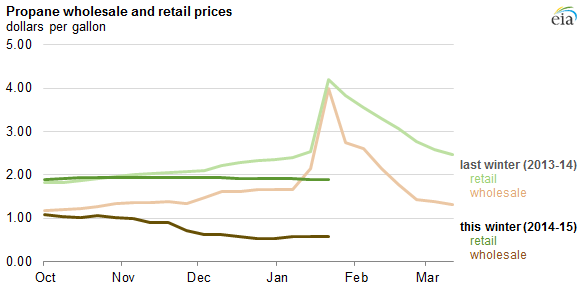 Propane wholesale and retail prices
dollars per gallon
eia
5.00
4.00
3.00
2.00
1.00
0.00
Oct Nov Dec Jan Feb Mar
last winter (2013-14)
retail
wholesale
this winter (2014-15)
retail
wholesale